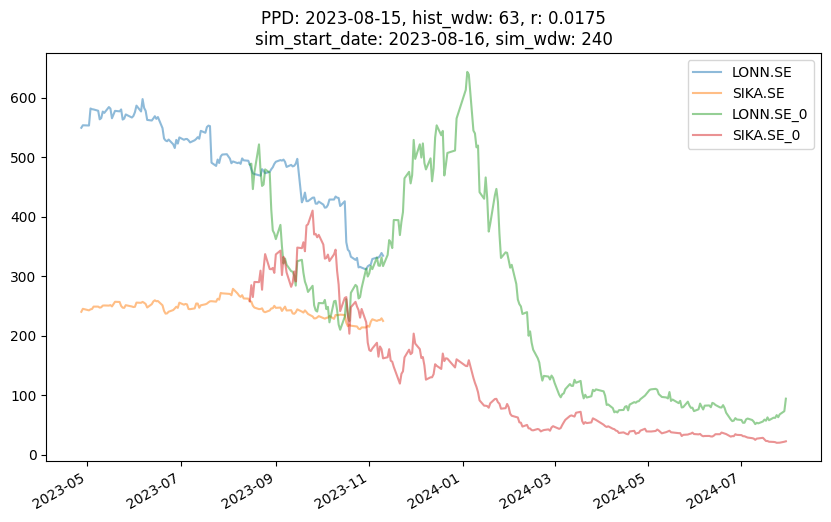 PPD: 2023-08-15, hist_wdw: 63, r: 0.0175
sim_start_date: 2023-08-16, sim_wdw: 240
LONN.SE
SIKA.SE
LONN.SE_0
SIKA.SE_0
600
500
400
300
200
100
0
2023-05
2023-07
2023-09
2023-11
2024-01
2024-03
2024-05
2024-07